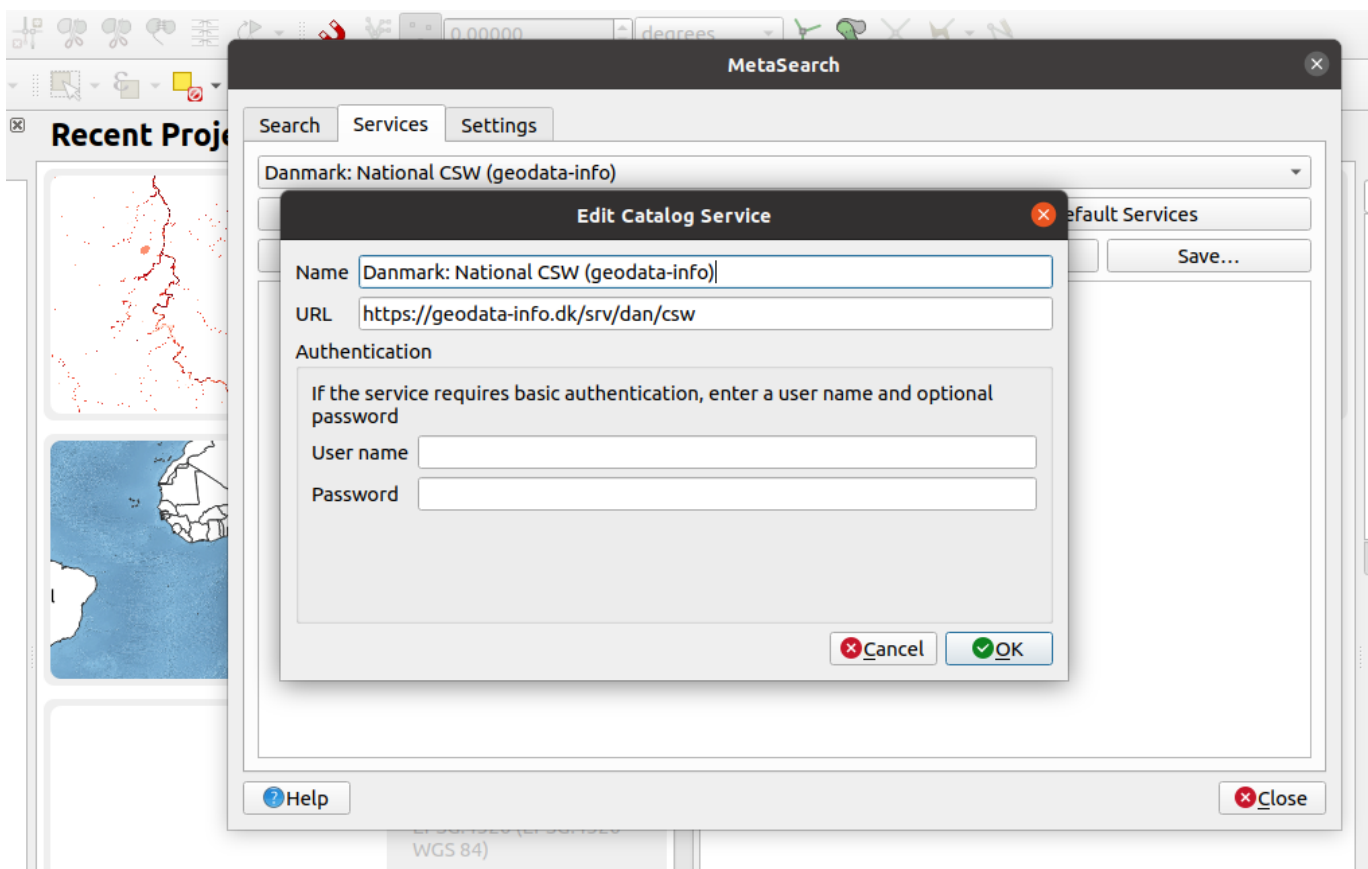 0.00000
degrees
MetaSearch
Recent Proje
Search
Services
Settings
Danmark: National CSW (geodata-info)
efault Services
Save...
Edit Catalog Service
Name
Danmark: National CSW (geodata-info)
URL
https://geodata-info.dk/srv/dan/csw
Authentication
If the service requires basic authentication, enter a user name and optional
password
User name
Password
Cancel
OK
l
Help
Close
WGS 84)